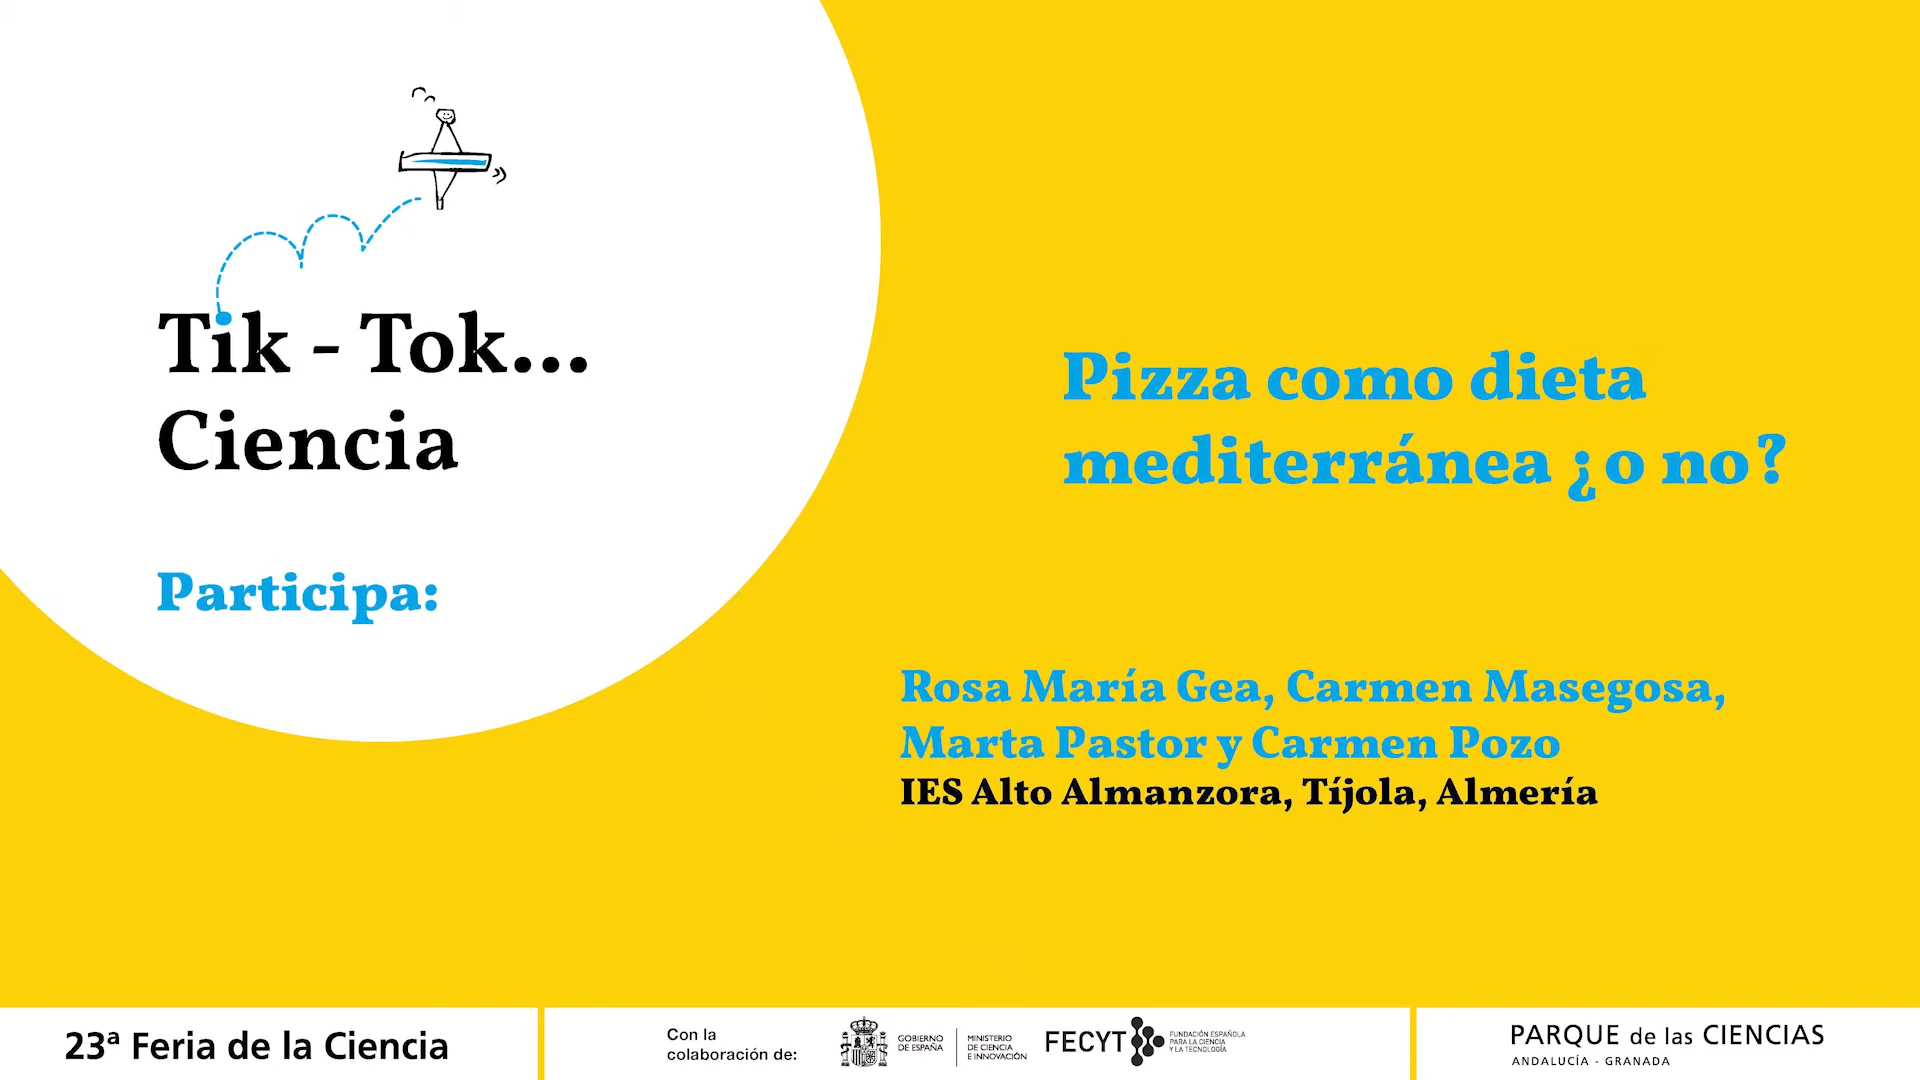 Tik - Tok...
Ciencia
Participa:
Pizza como dieta
mediterránea ¿o no?
Rosa María Gea, Carmen Masegosa,
Marta Pastor y Carmen Pozo
IES Alto Almanzora, Tíjola, Almería
23ª Feria de la Ciencia
Con la
colaboración de:
GOBIERNO
DE ESPAÑA
MINISTERIO
DE CIENCIA
E INNOVACIÓN
FECYT
FUNDACIÓN ESPAÑOLA
PARA LA CIENCIA
Y LA TECNOLOGÍA
PARQUE de las CIENCIAS
ANDALUCÍA - GRANADA